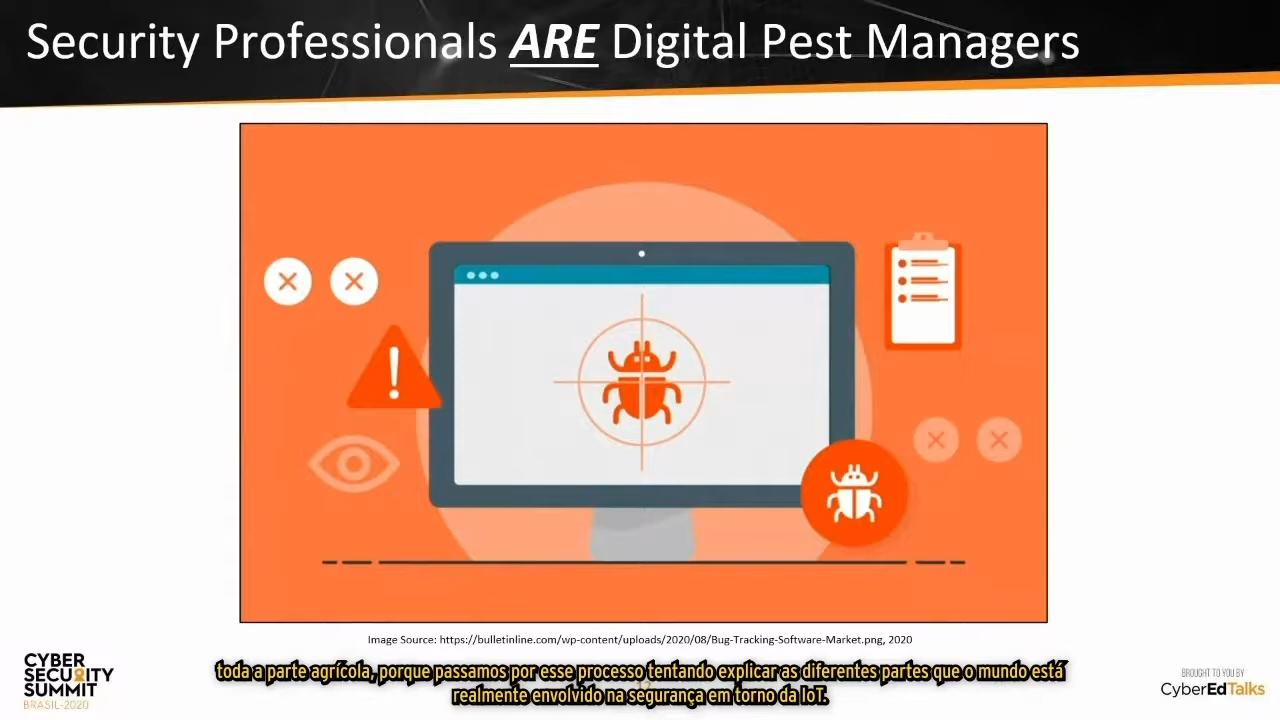 Security Professionals ARE Digital Pest Managers
Image Source: https://bulletinline.com/wp-content/uploads/2020/08/Bug-Tracking-Software-Market.png, 2020
toda a parte agrícola, porque passamos por esse processo tentando explicar as diferentes partes que o mundo está
realmente envolvido na segurança em torno da IoT.
CYBER
SECURITY
SUMMIT
BRASIL-2020
BROUGHT TO YOU BY
CyberEdTalks